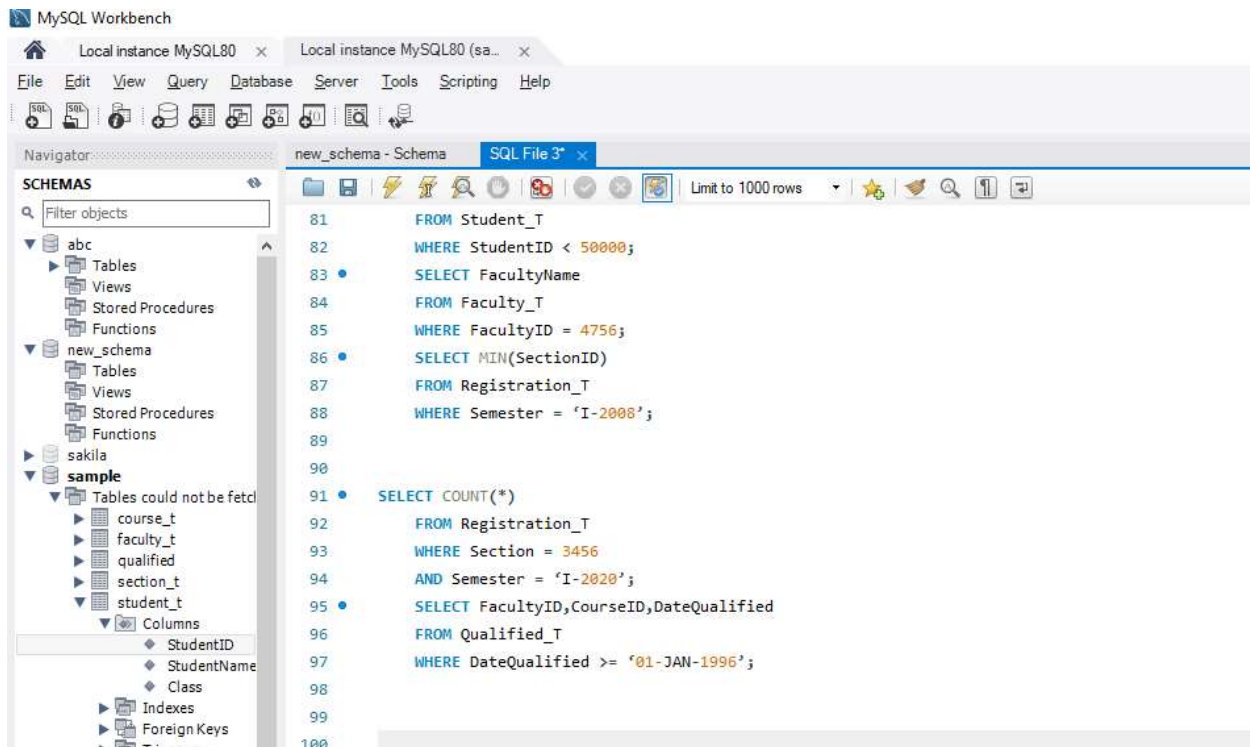 MySQL Workbench
Local instance MySQL80 ×
Local instance MySQL80 (sa... ×
File Edit View Query Database Server Tools Scripting Help
Navigator
SCHEMAS
Filter objects
abc
Tables
Views
Stored Procedures
Functions
new_schema
Tables
Views
Stored Procedures
Functions
sakila
sample
Tables could not be fetcl
course_t
faculty_t
qualified
section_t
student_t
Columns
StudentID
StudentName
Class
Indexes
Foreign Keys
new_schema - Schema
SQL File 3* ×
Limit to 1000 rows
81 FROM Student_T
82 WHERE StudentID < 50000;
83 SELECT FacultyName
84 FROM Faculty_T
85 WHERE FacultyID = 4756;
86 SELECT MIN(SectionID)
87 FROM Registration_T
88 WHERE Semester = ‘I-2008’;
89
90
91 SELECT COUNT(*)
92 FROM Registration_T
93 WHERE Section = 3456
94 AND Semester = ‘I-2020’;
95 SELECT FacultyID,CourseID,DateQualified
96 FROM Qualified_T
97 WHERE DateQualified >= ‘01-JAN-1996’;
98
99
100